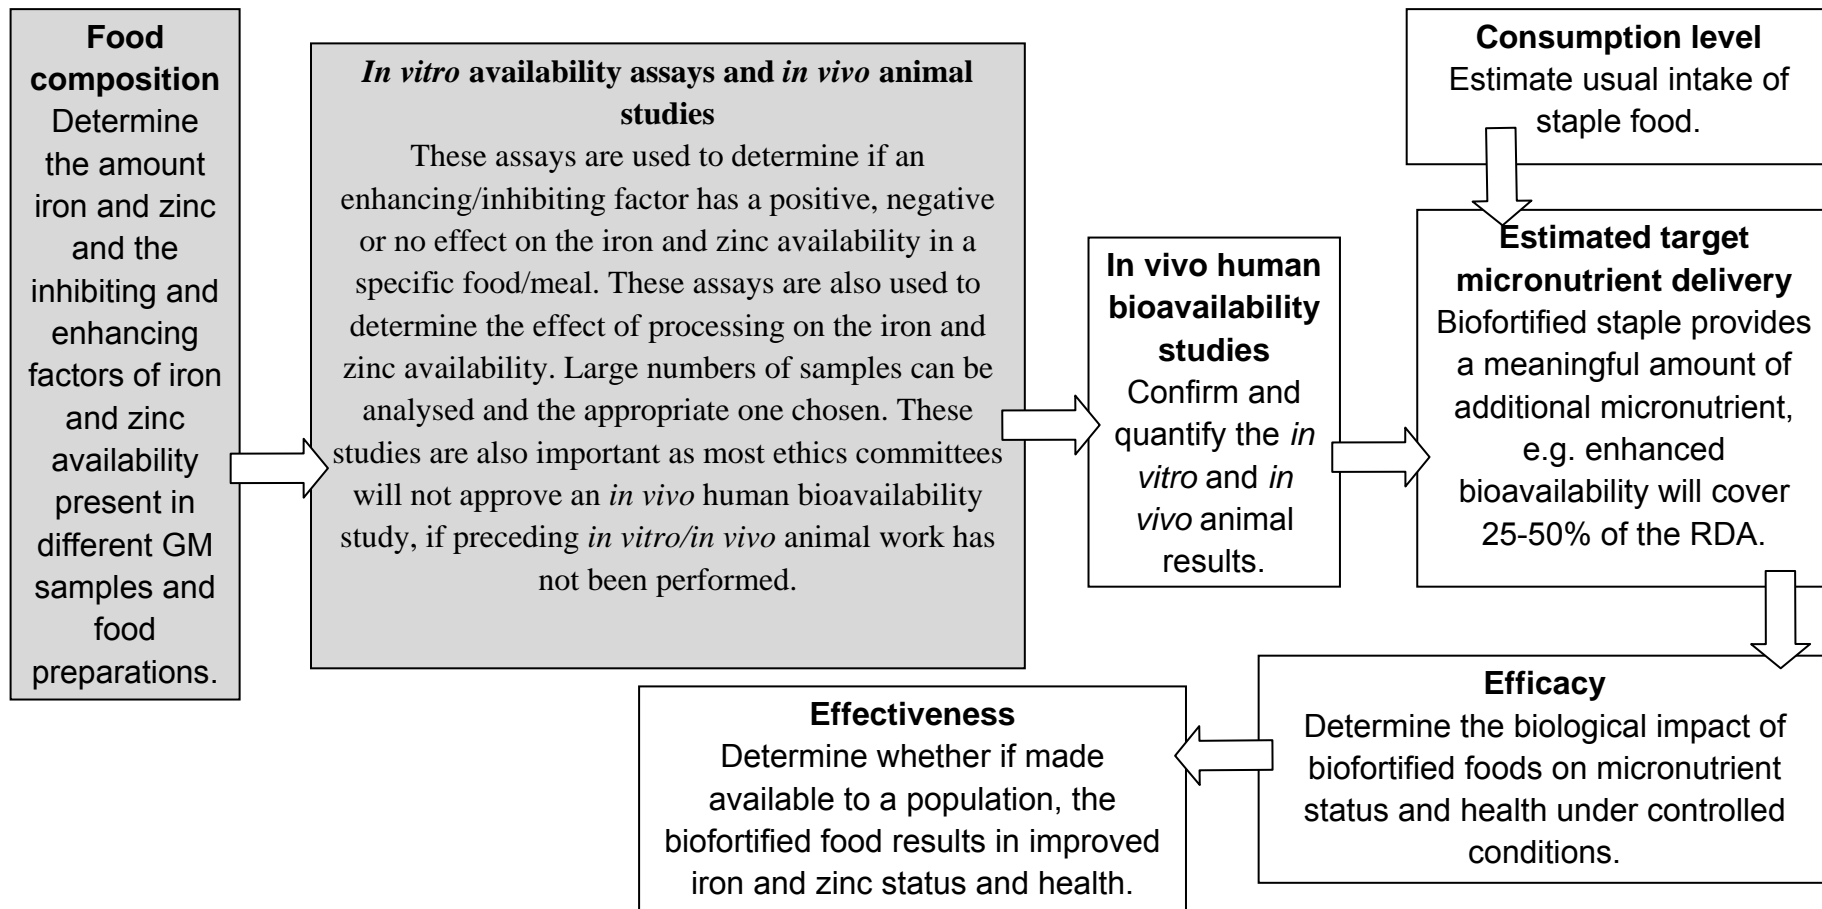 Food
composition
Determine
the amount
iron and zinc
and the
inhibiting and
enhancing
factors of iron
and zinc
availability
present in
different GM
samples and
food
preparations.
In vitro availability assays and in vivo animal
studies
These assays are used to determine if an
enhancing/inhibiting factor has a positive, negative
or no effect on the iron and zinc availability in a
specific food/meal. These assays are also used to
determine the effect of processing on the iron and
zinc availability. Large numbers of samples can be
analysed and the appropriate one chosen. These
studies are also important as most ethics committees
will not approve an in vivo human bioavailability
study, if preceding in vitro/in vivo animal work has
not been performed.
In vivo human
bioavailability
studies
Confirm and
quantify the in
vitro and in
vivo animal
results.
Consumption level
Estimate usual intake of
staple food.
Estimated target
micronutrient delivery
Biofortified staple provides
a meaningful amount of
additional micronutrient,
e.g. enhanced
bioavailability will cover
25-50% of the RDA.
Efficacy
Determine the biological impact of
biofortified foods on micronutrient
status and health under controlled
conditions.
Effectiveness
Determine whether if made
available to a population, the
biofortified food results in improved
iron and zinc status and health.